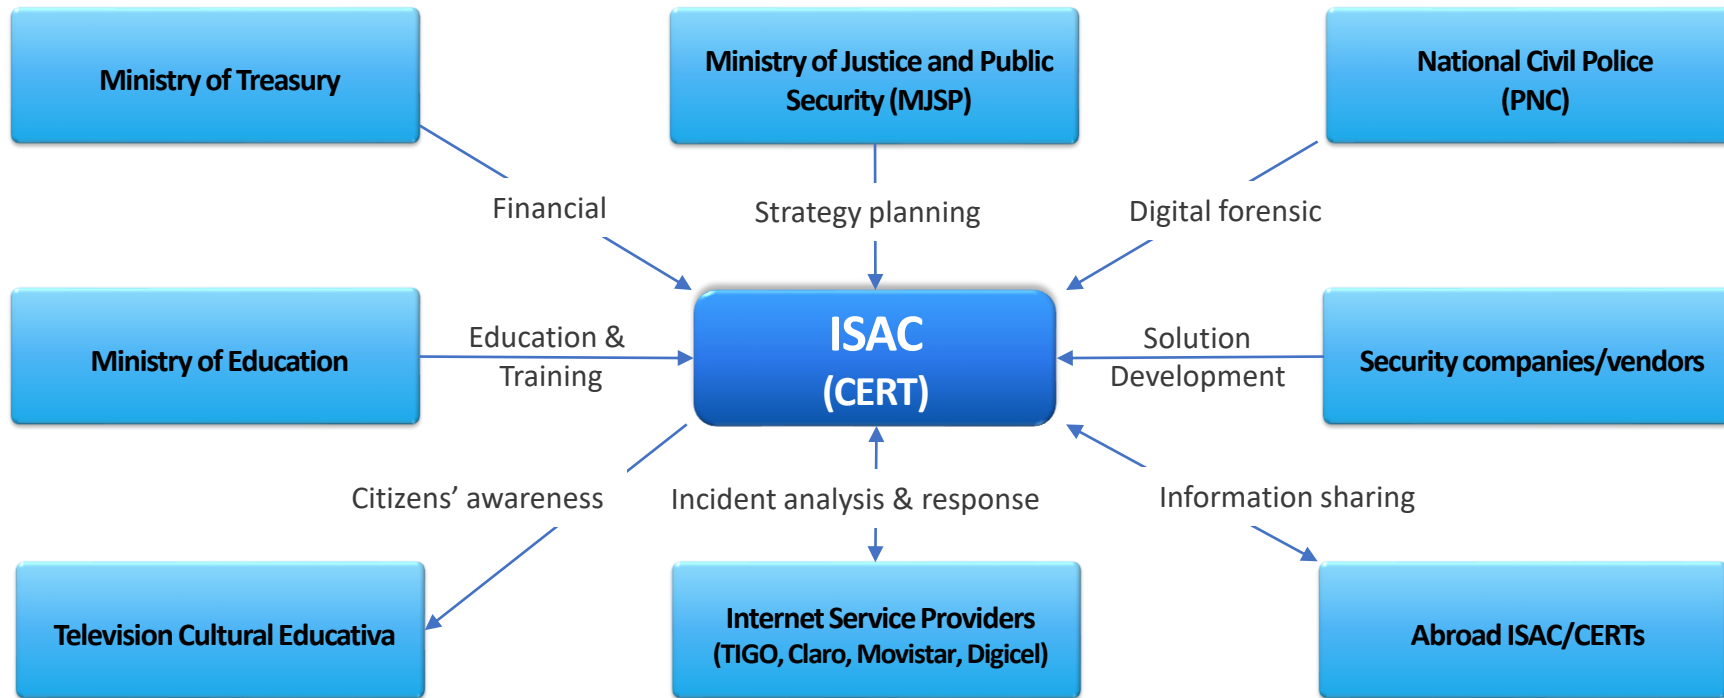 Ministry of Treasury
Ministry of Justice and Public
Security (MJSP)
National Civil Police
(PNC)
Financial
Strategy planning
Digital forensic
Ministry of Education
Education &
Training
ISAC
(CERT)
Solution
Development
Security companies/vendors
Citizens’ awareness
Incident analysis & response
Information sharing
Television Cultural Educativa
Internet Service Providers
(TIGO, Claro, Movistar, Digicel)
Abroad ISAC/CERTs